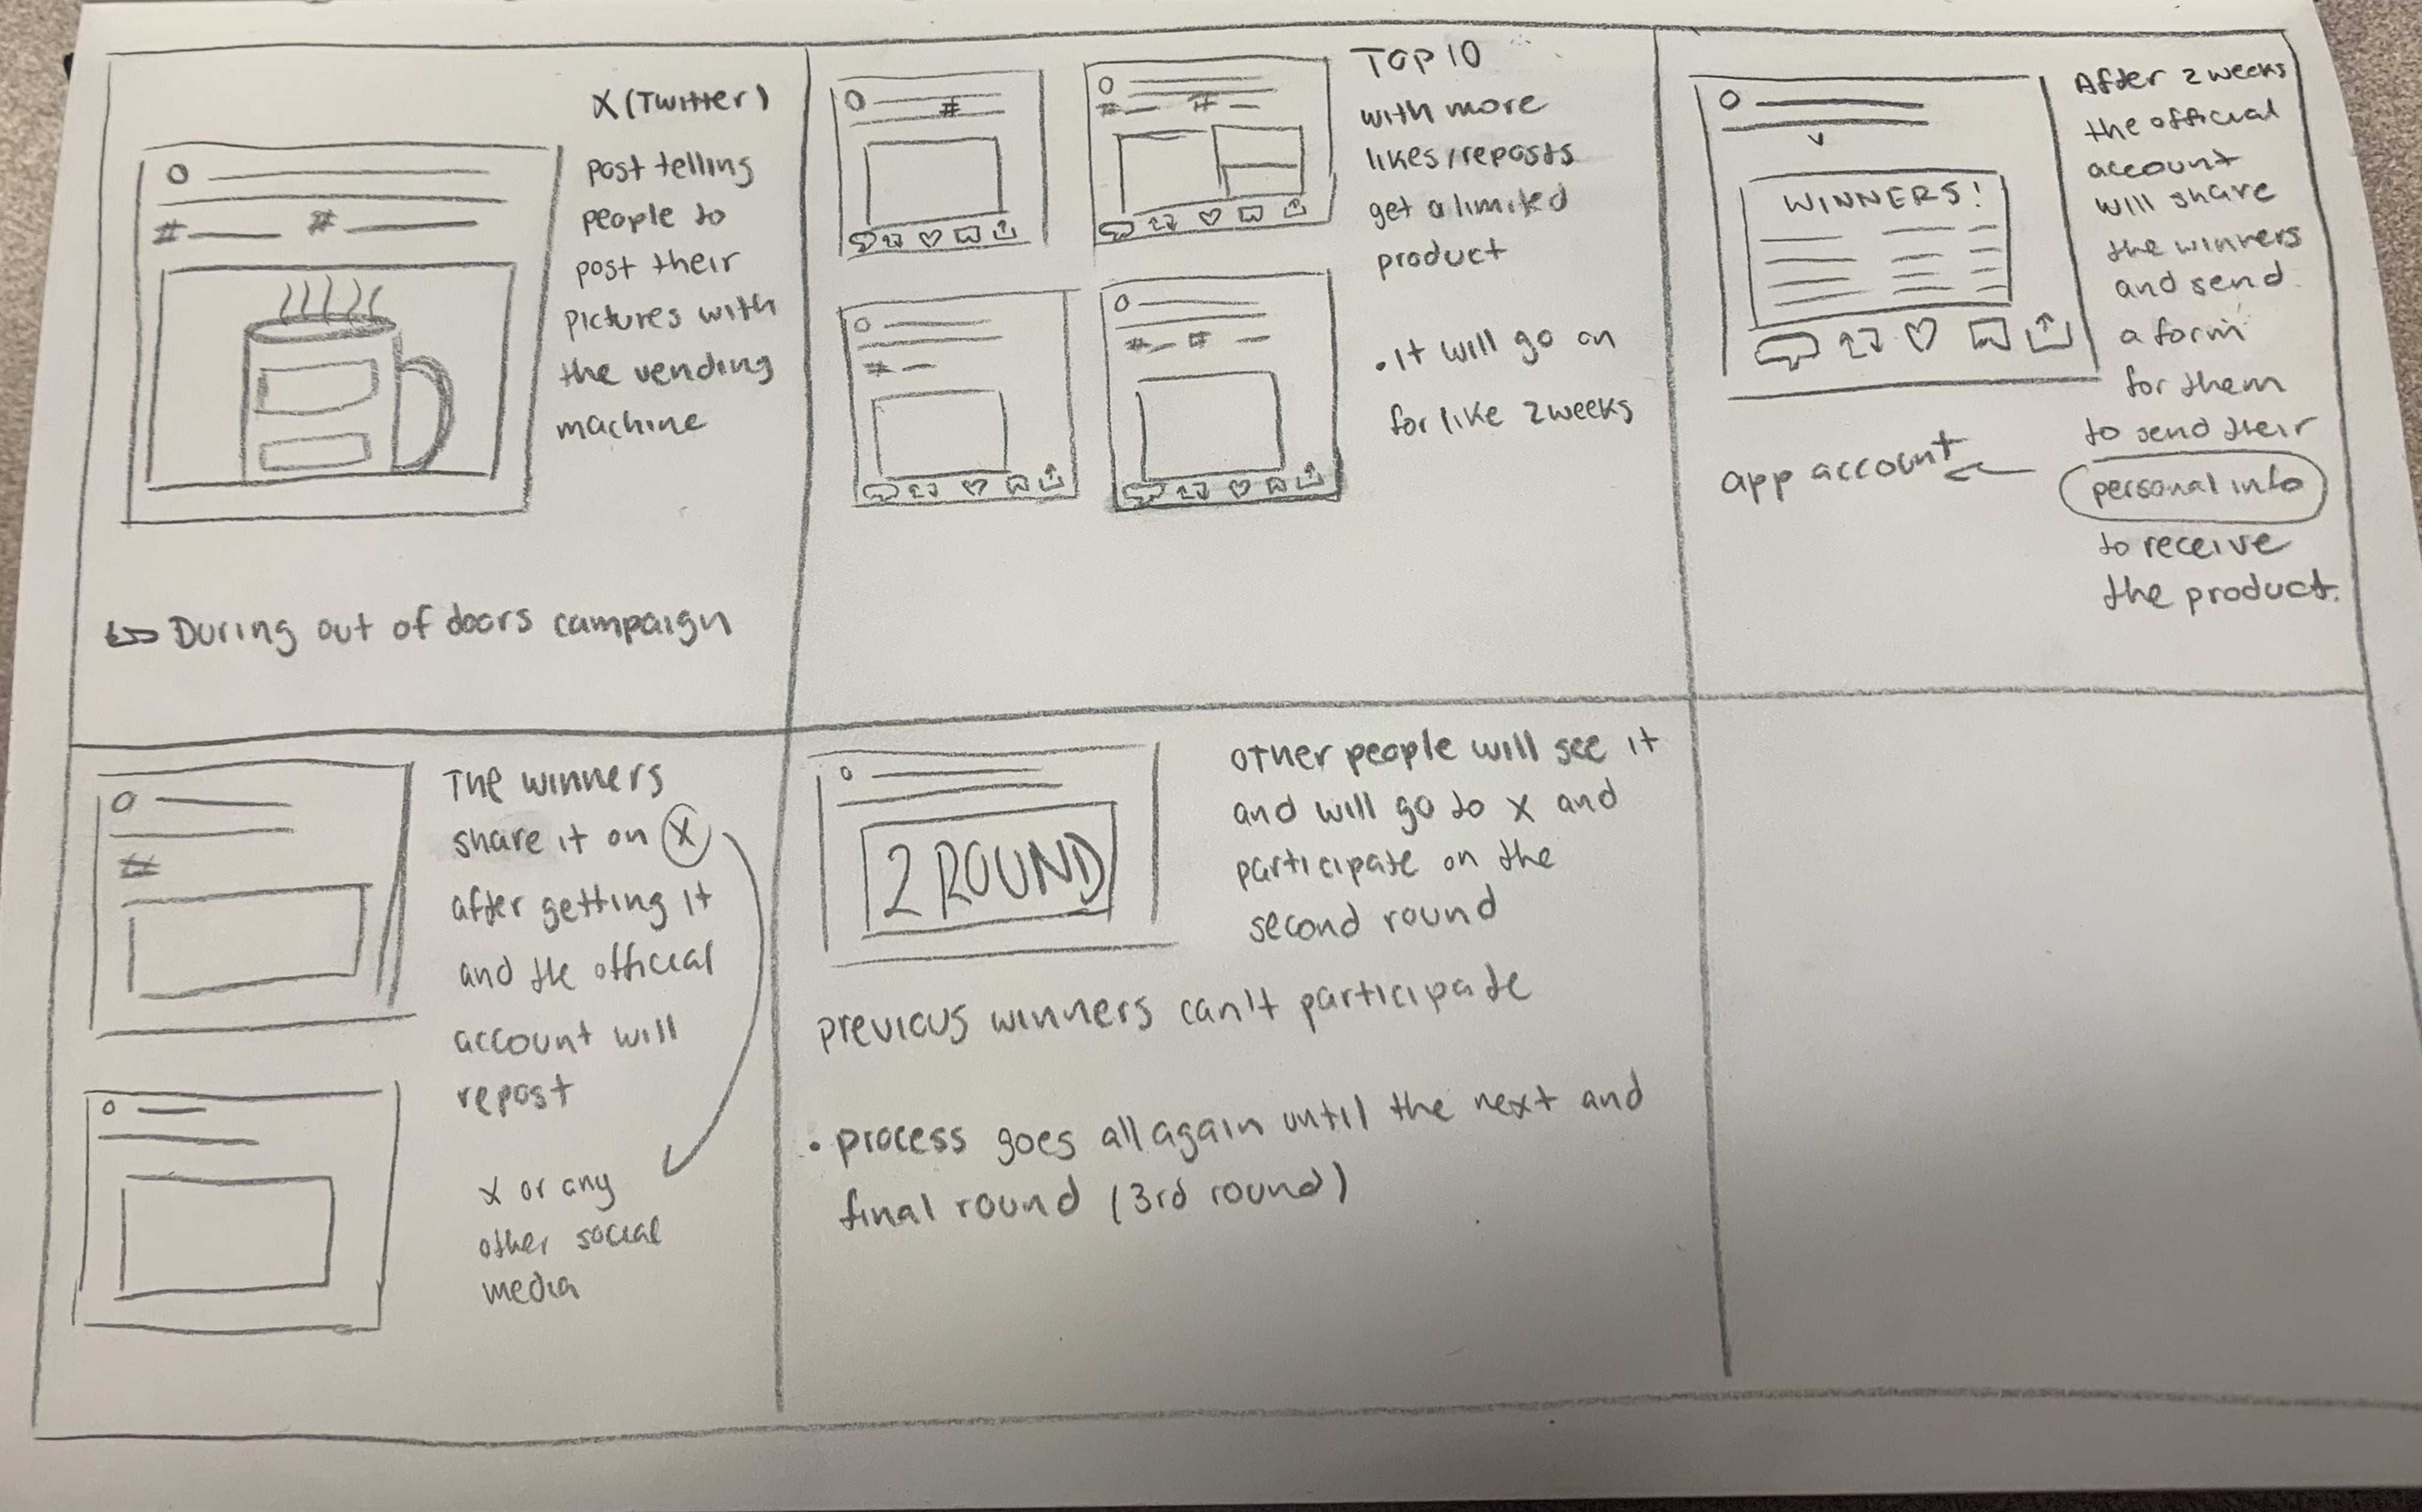 X (Twitter)
post telling
people to
post their
pictures with
the vending
machine
# #
During out of doors campaign
#
# #
#
# #
TOP 10
with more
likes/reposts
get a limited
product
• It will go on
for like 2 weeks
WINNERS!
After 2 weeks
the official
account
will share
the winners
and send
a form
for them
to send their
personal info
to receive
the product.
app account
#
The winners
share it on X
after getting it
and the official
account will
repost
X or any
other social
media
2 ROUND
other people will see it
and will go to X and
participate on the
second round
previous winners can't participate
• process goes all again until the next and
final round (3rd round)